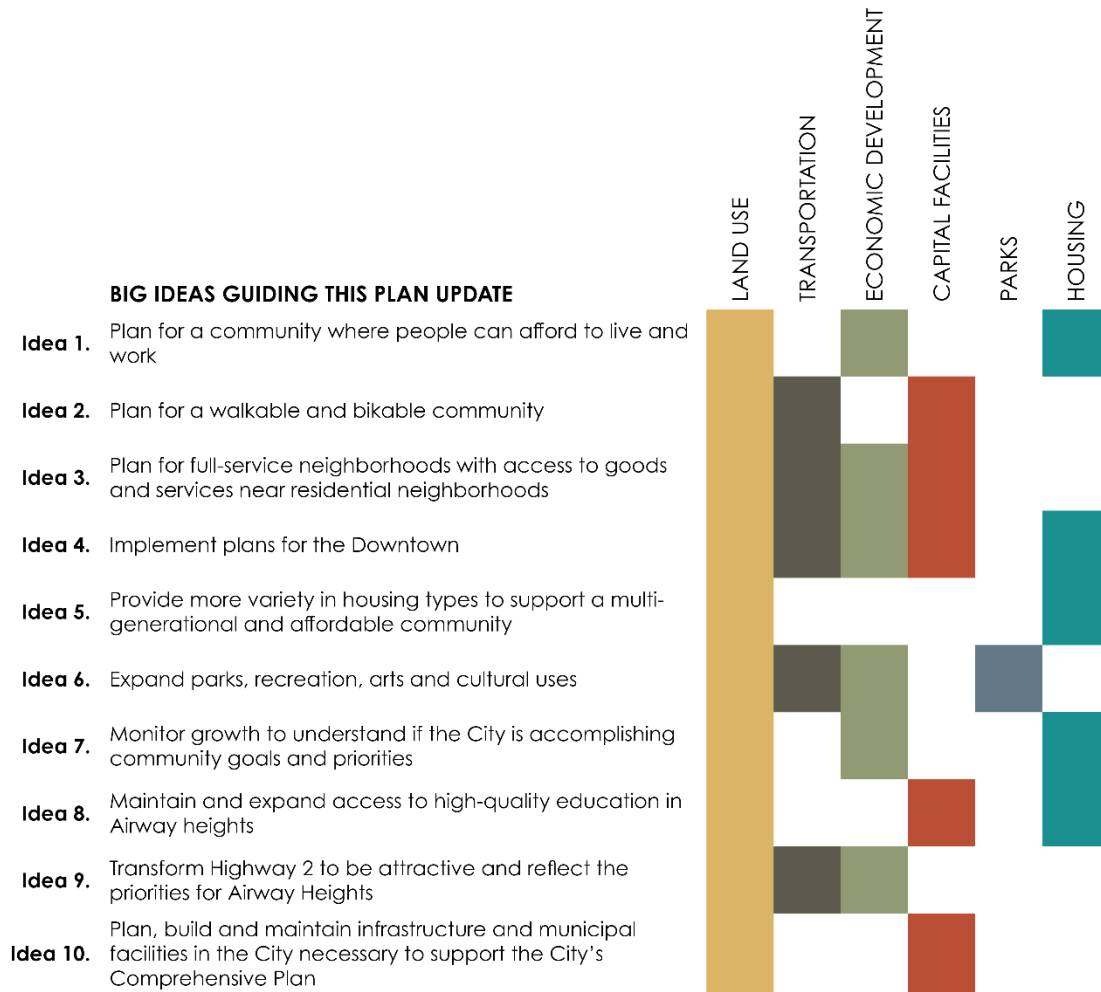 LAND USE
TRANSPORTATION
ECONOMIC DEVELOPMENT
CAPITAL FACILITIES
PARKS
HOUSING
BIG IDEAS GUIDING THIS PLAN UPDATE
Idea 1. Plan for a community where people can afford to live and
work
Idea 2. Plan for a walkable and bikable community
Idea 3. Plan for full-service neighborhoods with access to goods
and services near residential neighborhoods
Idea 4. Implement plans for the Downtown
Idea 5. Provide more variety in housing types to support a multi-
generational and affordable community
Idea 6. Expand parks, recreation, arts and cultural uses
Idea 7. Monitor growth to understand if the City is accomplishing
community goals and priorities
Idea 8. Maintain and expand access to high-quality education in
Airway heights
Idea 9. Transform Highway 2 to be attractive and reflect the
priorities for Airway Heights
Idea 10. Plan, build and maintain infrastructure and municipal
facilities in the City necessary to support the City's
Comprehensive Plan